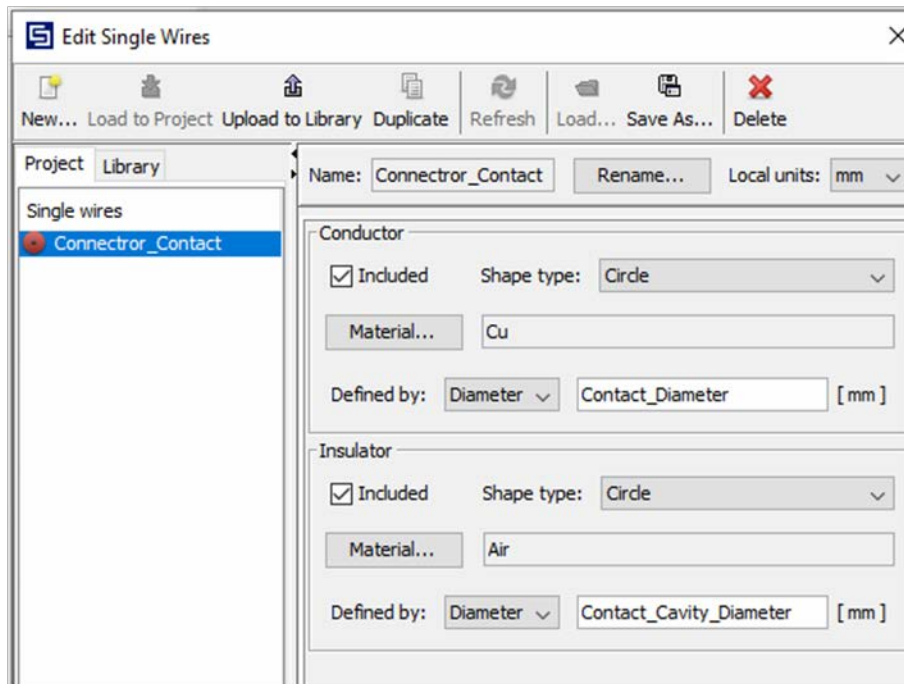 Edit Single Wires
New... Load to Project Upload to Library Duplicate Refresh Load... Save As... Delete
Project Library
Single wires
Connectror_Contact
Name: Connectror_Contact Rename... Local units: mm
Conductor
Included Shape type: Circle
Material... Cu
Defined by: Diameter Contact_Diameter [ mm ]
Insulator
Included Shape type: Circle
Material... Air
Defined by: Diameter Contact_Cavity_Diameter [ mm ]